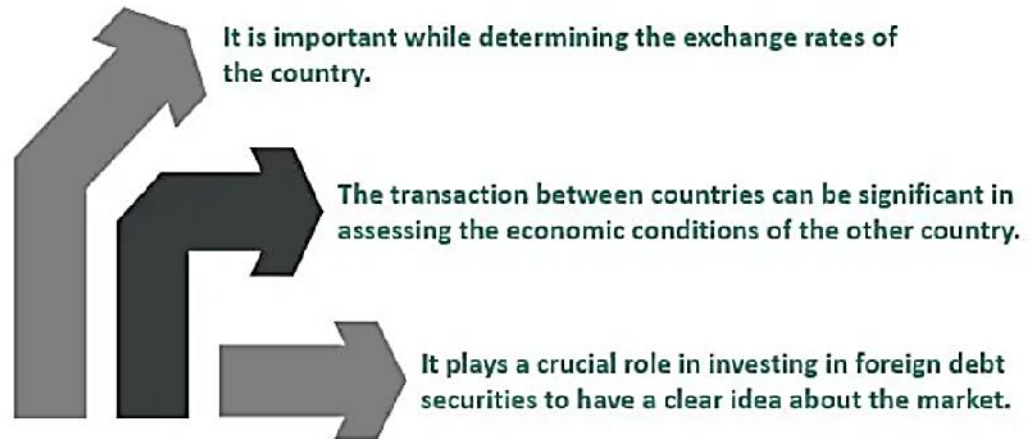 It is important while determining the exchange rates of
the country.
The transaction between countries can be significant in
assessing the economic conditions of the other country.
It plays a crucial role in investing in foreign debt
securities to have a clear idea about the market.